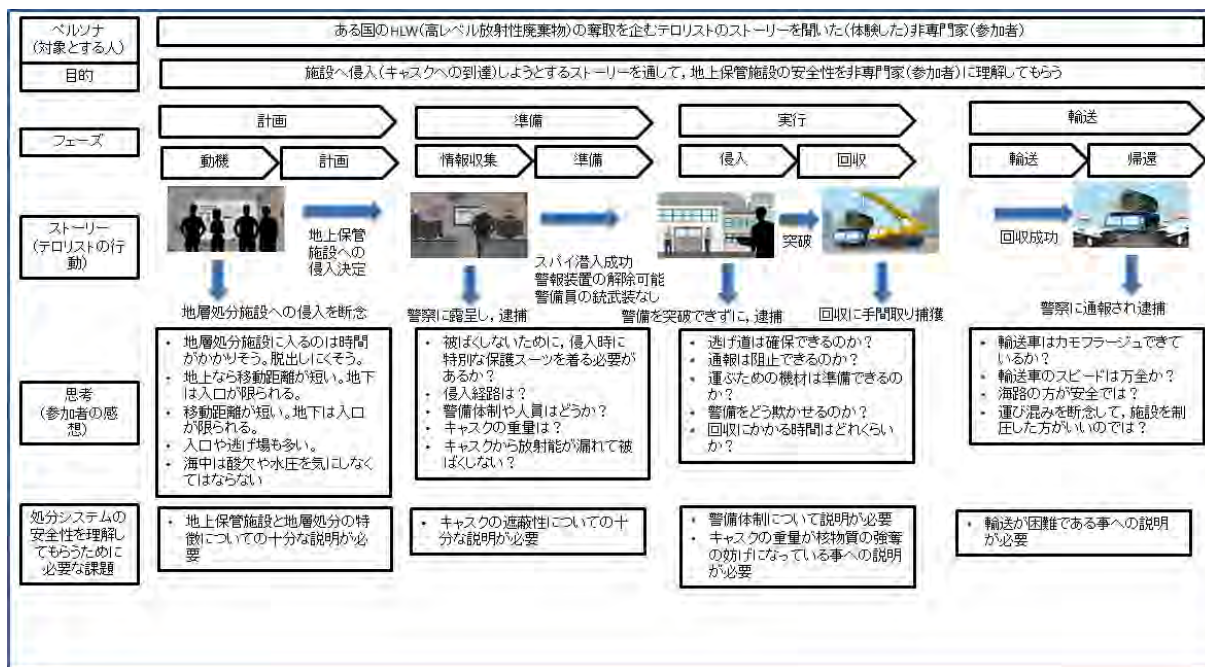 ペルソナ
(対象とする人)
ある国のHLW(高レベル放射性廃棄物)の奪取を企むテロリストのストーリーを聞いた(体験した)非専門家(参加者)
目的
施設へ侵入(キャスクへの到達)しようとするストーリーを通して,地上保管施設の安全性を非専門家(参加者)に理解してもらう
フェーズ
計画
準備
実行
輸送
動機
計画
情報収集
準備
侵入
回収
輸送
帰還
ストーリー
(テロリストの行
動)
地上保管
施設への
侵入決定
スパイ潜入成功
警報装置の解除可能
警備員の銃武装なし
突破
回収成功
地層処分施設への侵入を断念
警察に露呈し,逮捕
警備を突破できずに,逮捕
回収に手間取り捕獲
警察に通報され逮捕
思考
(参加者の感
想)
• 地層処分施設に入るのは時間
がかかりそう。脱出しにくそう。
• 地上なら移動距離が短い。地下
は入口が限られる。
• 移動距離が短い。地下は入口
が限られる。
• 入口や逃げ場も多い。
• 海中は酸欠や水圧を気にしなく
てはならない
• 被ばくしないために,侵入時に
特別な保護スーツを着る必要が
あるか?
• 侵入経路は?
• 警備体制や人員はどうか?
• キャスクの重量は?
• キャスクから放射能が漏れて被
ばくしない?
• 逃げ道は確保できるのか?
• 通報は阻止できるのか?
• 運ぶための機材は準備できるの
か?
• 警備をどう欺かせるのか?
• 回収にかかる時間はどれくらい
か?
• 輸送車はカモフラージュできて
いるか?
• 輸送車のスピードは万全か?
• 海路の方が安全では?
• 運び混みを断念して,施設を制
圧した方がいいのでは?
処分システムの
安全性を理解
してもらうために
必要な課題
• 地上保管施設と地層処分の特
徴についての十分な説明が必
要
• キャスクの遮蔽性についての十
分な説明が必要
• 警備体制について説明が必要
• キャスクの重量が核物質の強奪
の妨げになっている事への説明
が必要
• 輸送が困難である事への説明
が必要